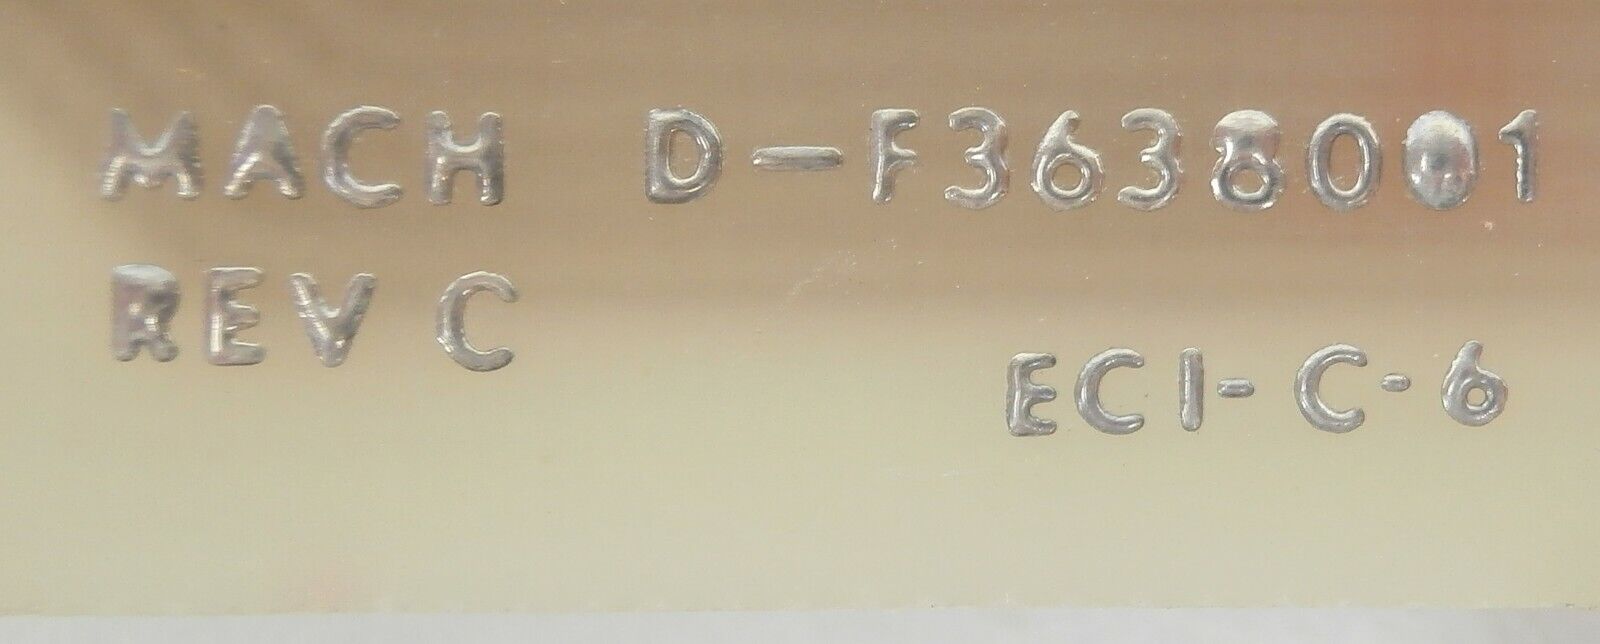 MACH D-F3638001
REV C
ECI-C-6